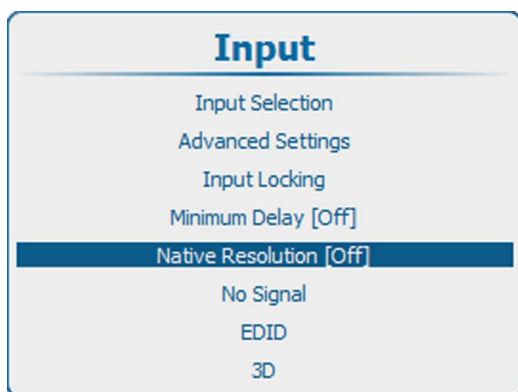 Input
Input Selection
Advanced Settings
Input Locking
Minimum Delay [Off]
Native Resolution [Off]
No Signal
EDID
3D